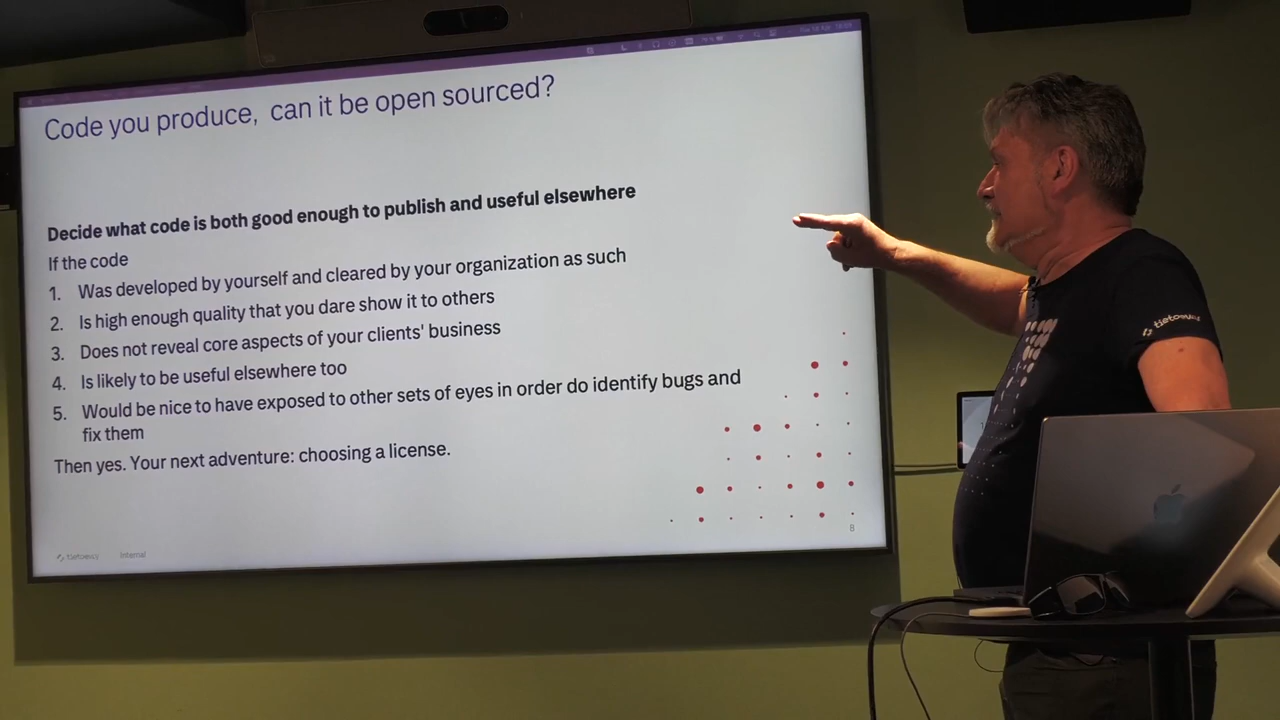 Code you produce, can it be open sourced?
Decide what code is both good enough to publish and useful elsewhere
If the code
1. Was developed by yourself and cleared by your organization as such
2. Is high enough quality that you dare show it to others
3. Does not reveal core aspects of your clients' business
4. Is likely to be useful elsewhere too
5. Would be nice to have exposed to other sets of eyes in order do identify bugs and
fix them
Then yes. Your next adventure: choosing a license.
tietoevry Internal
8
tietoevry